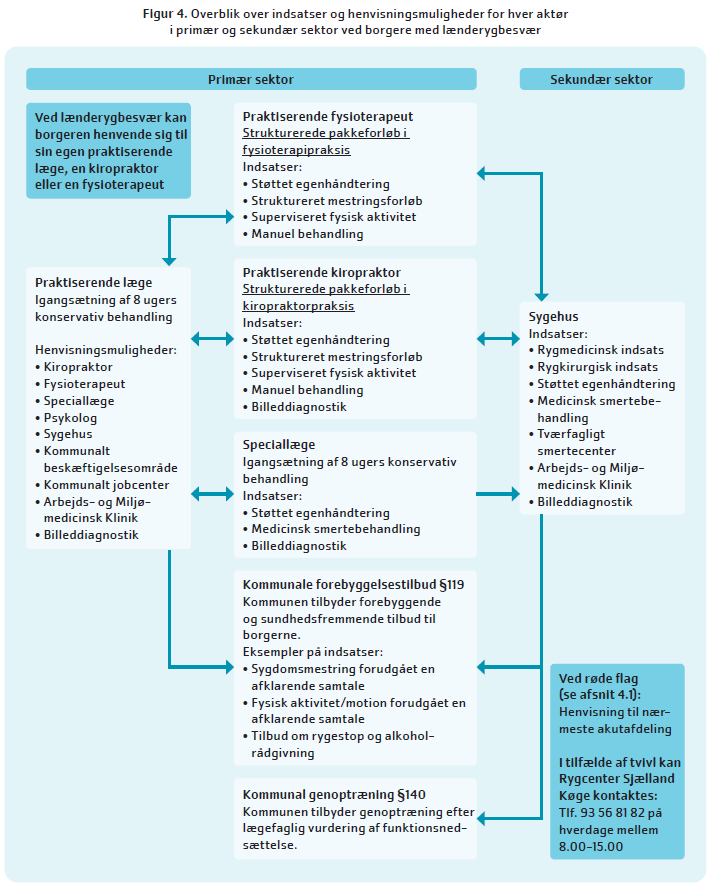 Figur 4. Overblik over indsatser og henvisningsmuligheder for hver aktør
i primær og sekundær sektor ved borgere med lænderygbesvær
Primær sektor
Sekundær sektor
Ved lænderygbesvær kan
borgeren henvende sig til
sin egen praktiserende
læge, en kiropraktor
eller en fysioterapeut
Praktiserende fysioterapeut
Strukturerede pakkeforløb i
fysioterapipraksis
Indsatser:
• Støttet egenhåndtering
• Struktureret mestringsforløb
• Superviseret fysisk aktivitet
• Manuel behandling
Praktiserende læge
Igangsætning af 8 ugers
konservativ behandling
Henvisningsmuligheder:
• Kiropraktor
• Fysioterapeut
• Speciallæge
• Psykolog
• Sygehus
• Kommunalt
beskæftigelsesområde
• Kommunalt jobcenter
• Arbejds- og Miljø-
medicinsk Klinik
• Billeddiagnostik
Praktiserende kiropraktor
Strukturerede pakkeforløb i
kiropraktorpraksis
Indsatser:
• Støttet egenhåndtering
• Struktureret mestringsforløb
• Superviseret fysisk aktivitet
• Manuel behandling
• Billeddiagnostik
Sygehus
Indsatser:
• Rygmedicinsk indsats
• Rygkirurgisk indsats
• Støttet egenhåndtering
• Medicinsk smertebe-
handling
• Tværfagligt
smertecenter
• Arbejds- og Miljø-
medicinsk Klinik
• Billeddiagnostik
Speciallæge
Igangsætning af 8 ugers konservativ
behandling
Indsatser:
• Støttet egenhåndtering
• Medicinsk smertebehandling
• Billeddiagnostik
Kommunale forebyggelsestilbud §119
Kommunen tilbyder forebyggende
og sundhedsfremmende tilbud til
borgerne.
Eksempler på indsatser:
• Sygdomsmestring forudgået en
afklarende samtale
• Fysisk aktivitet/motion forudgået en
afklarende samtale
• Tilbud om rygestop og alkohol-
rådgivning
Kommunal genoptræning §140
Kommunen tilbyder genoptræning efter
lægefaglig vurdering af funktionsned-
sættelse.
Ved røde flag
(se afsnit 4.1):
Henvisning til nær-
meste akutafdeling
I tilfælde af tvivl kan
Rygcenter Sjælland
Køge kontaktes:
Tlf. 93 56 81 82 på
hverdage mellem
8.00-15.00